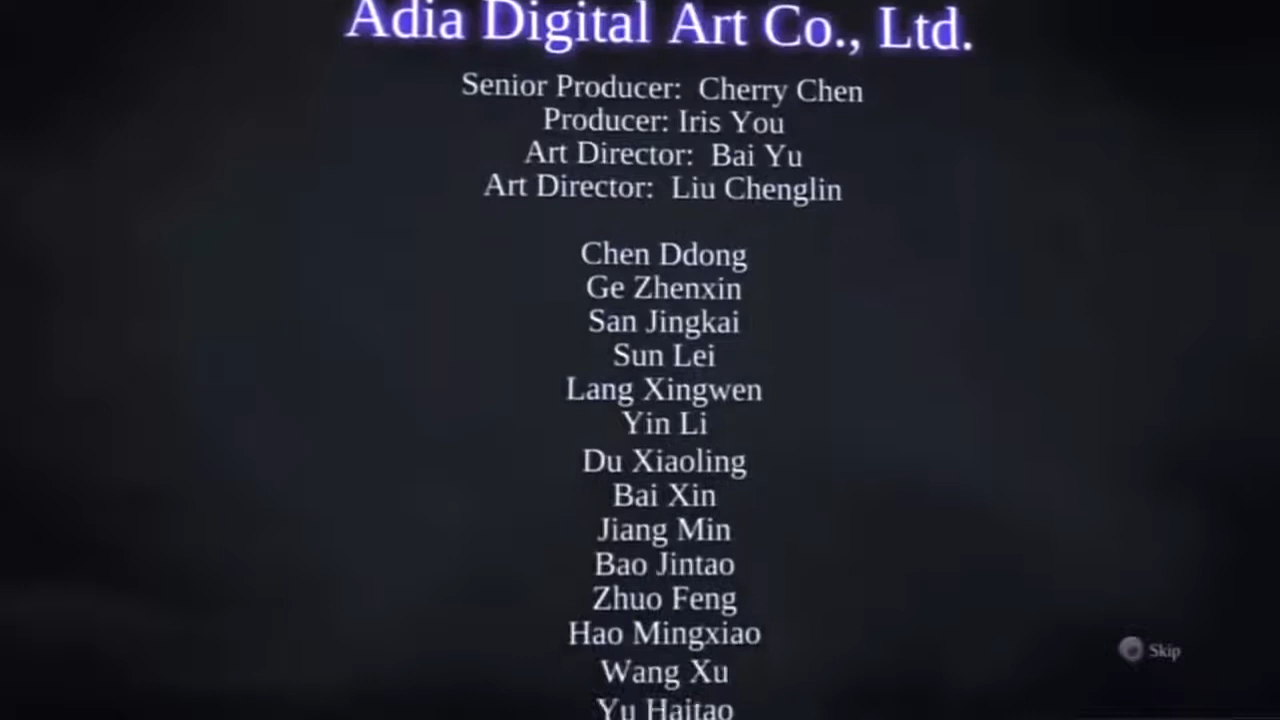 Adia Digital Art Co., Ltd.
Senior Producer: Cherry Chen
Producer: Iris You
Art Director: Bai Yu
Art Director: Liu Chenglin
Chen Ddong
Ge Zhenxin
San Jingkai
Sun Lei
Lang Xingwen
Yin Li
Du Xiaoling
Bai Xin
Jiang Min
Bao Jintao
Zhuo Feng
Hao Mingxiao
Skip
Wang Xu
Yu Haitao